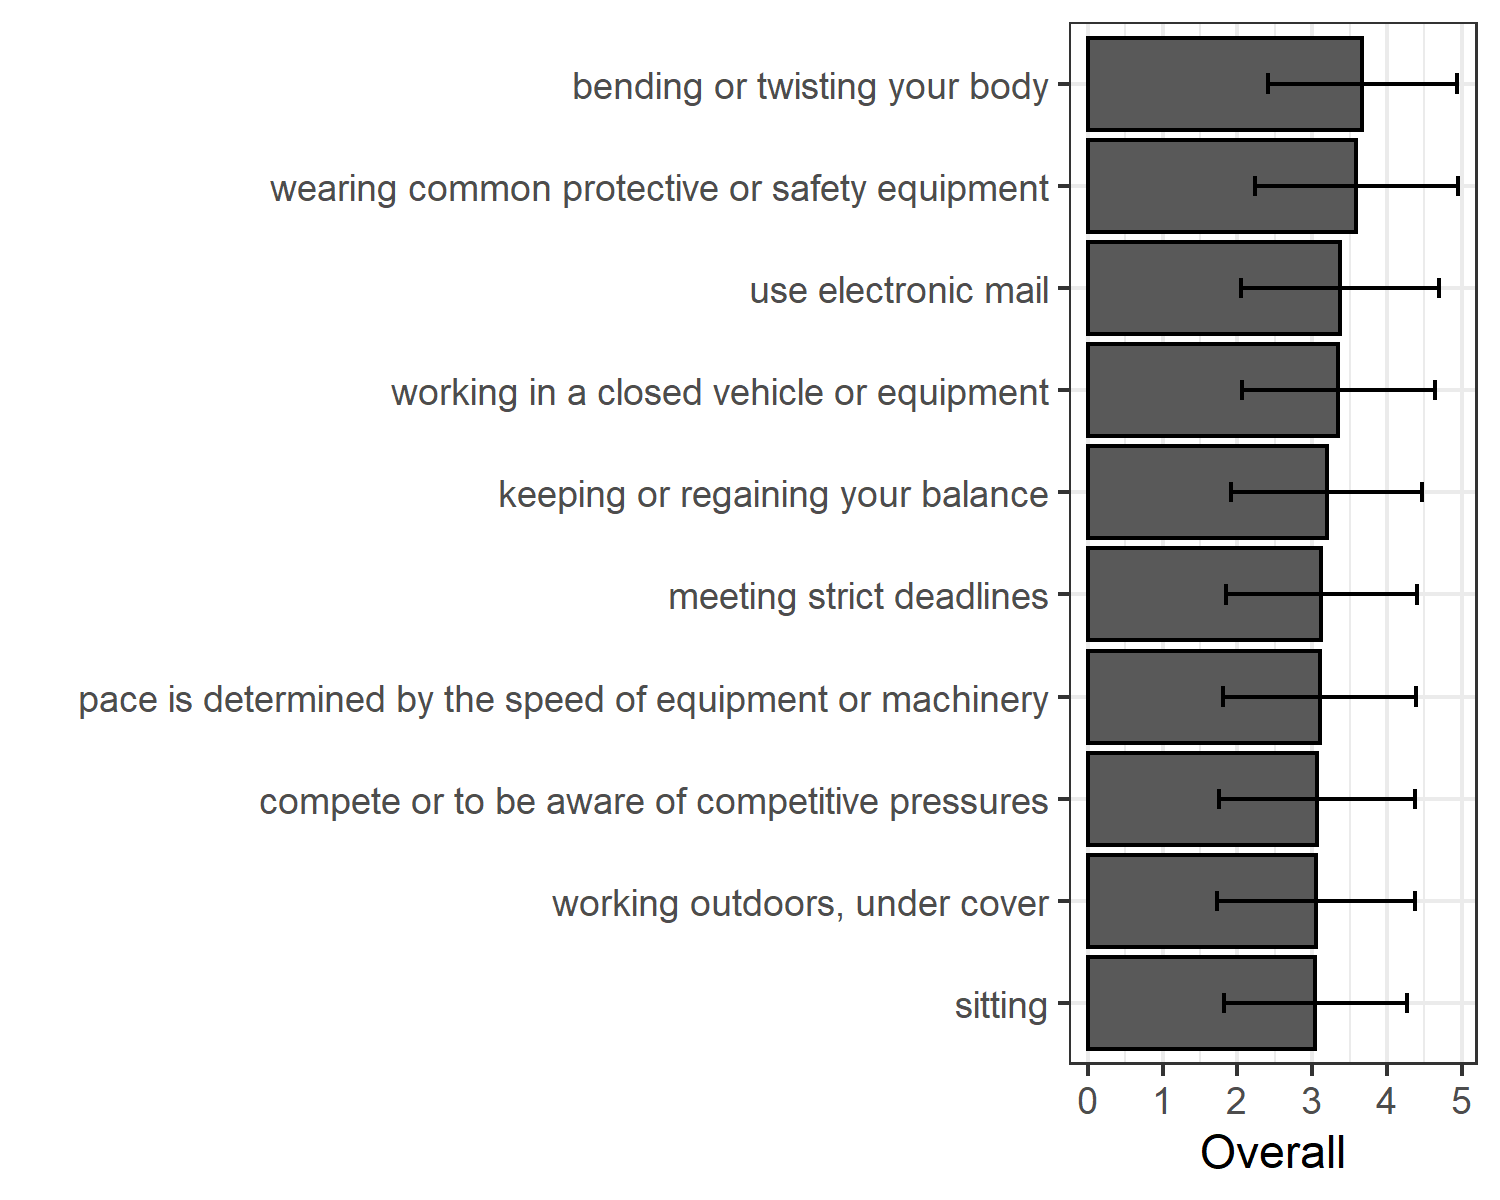 bending or twisting your body
wearing common protective or safety equipment
use electronic mail
working in a closed vehicle or equipment
keeping or regaining your balance
meeting strict deadlines
pace is determined by the speed of equipment or machinery
compete or to be aware of competitive pressures
working outdoors, under cover
sitting
0 1 2 3 4 5
Overall